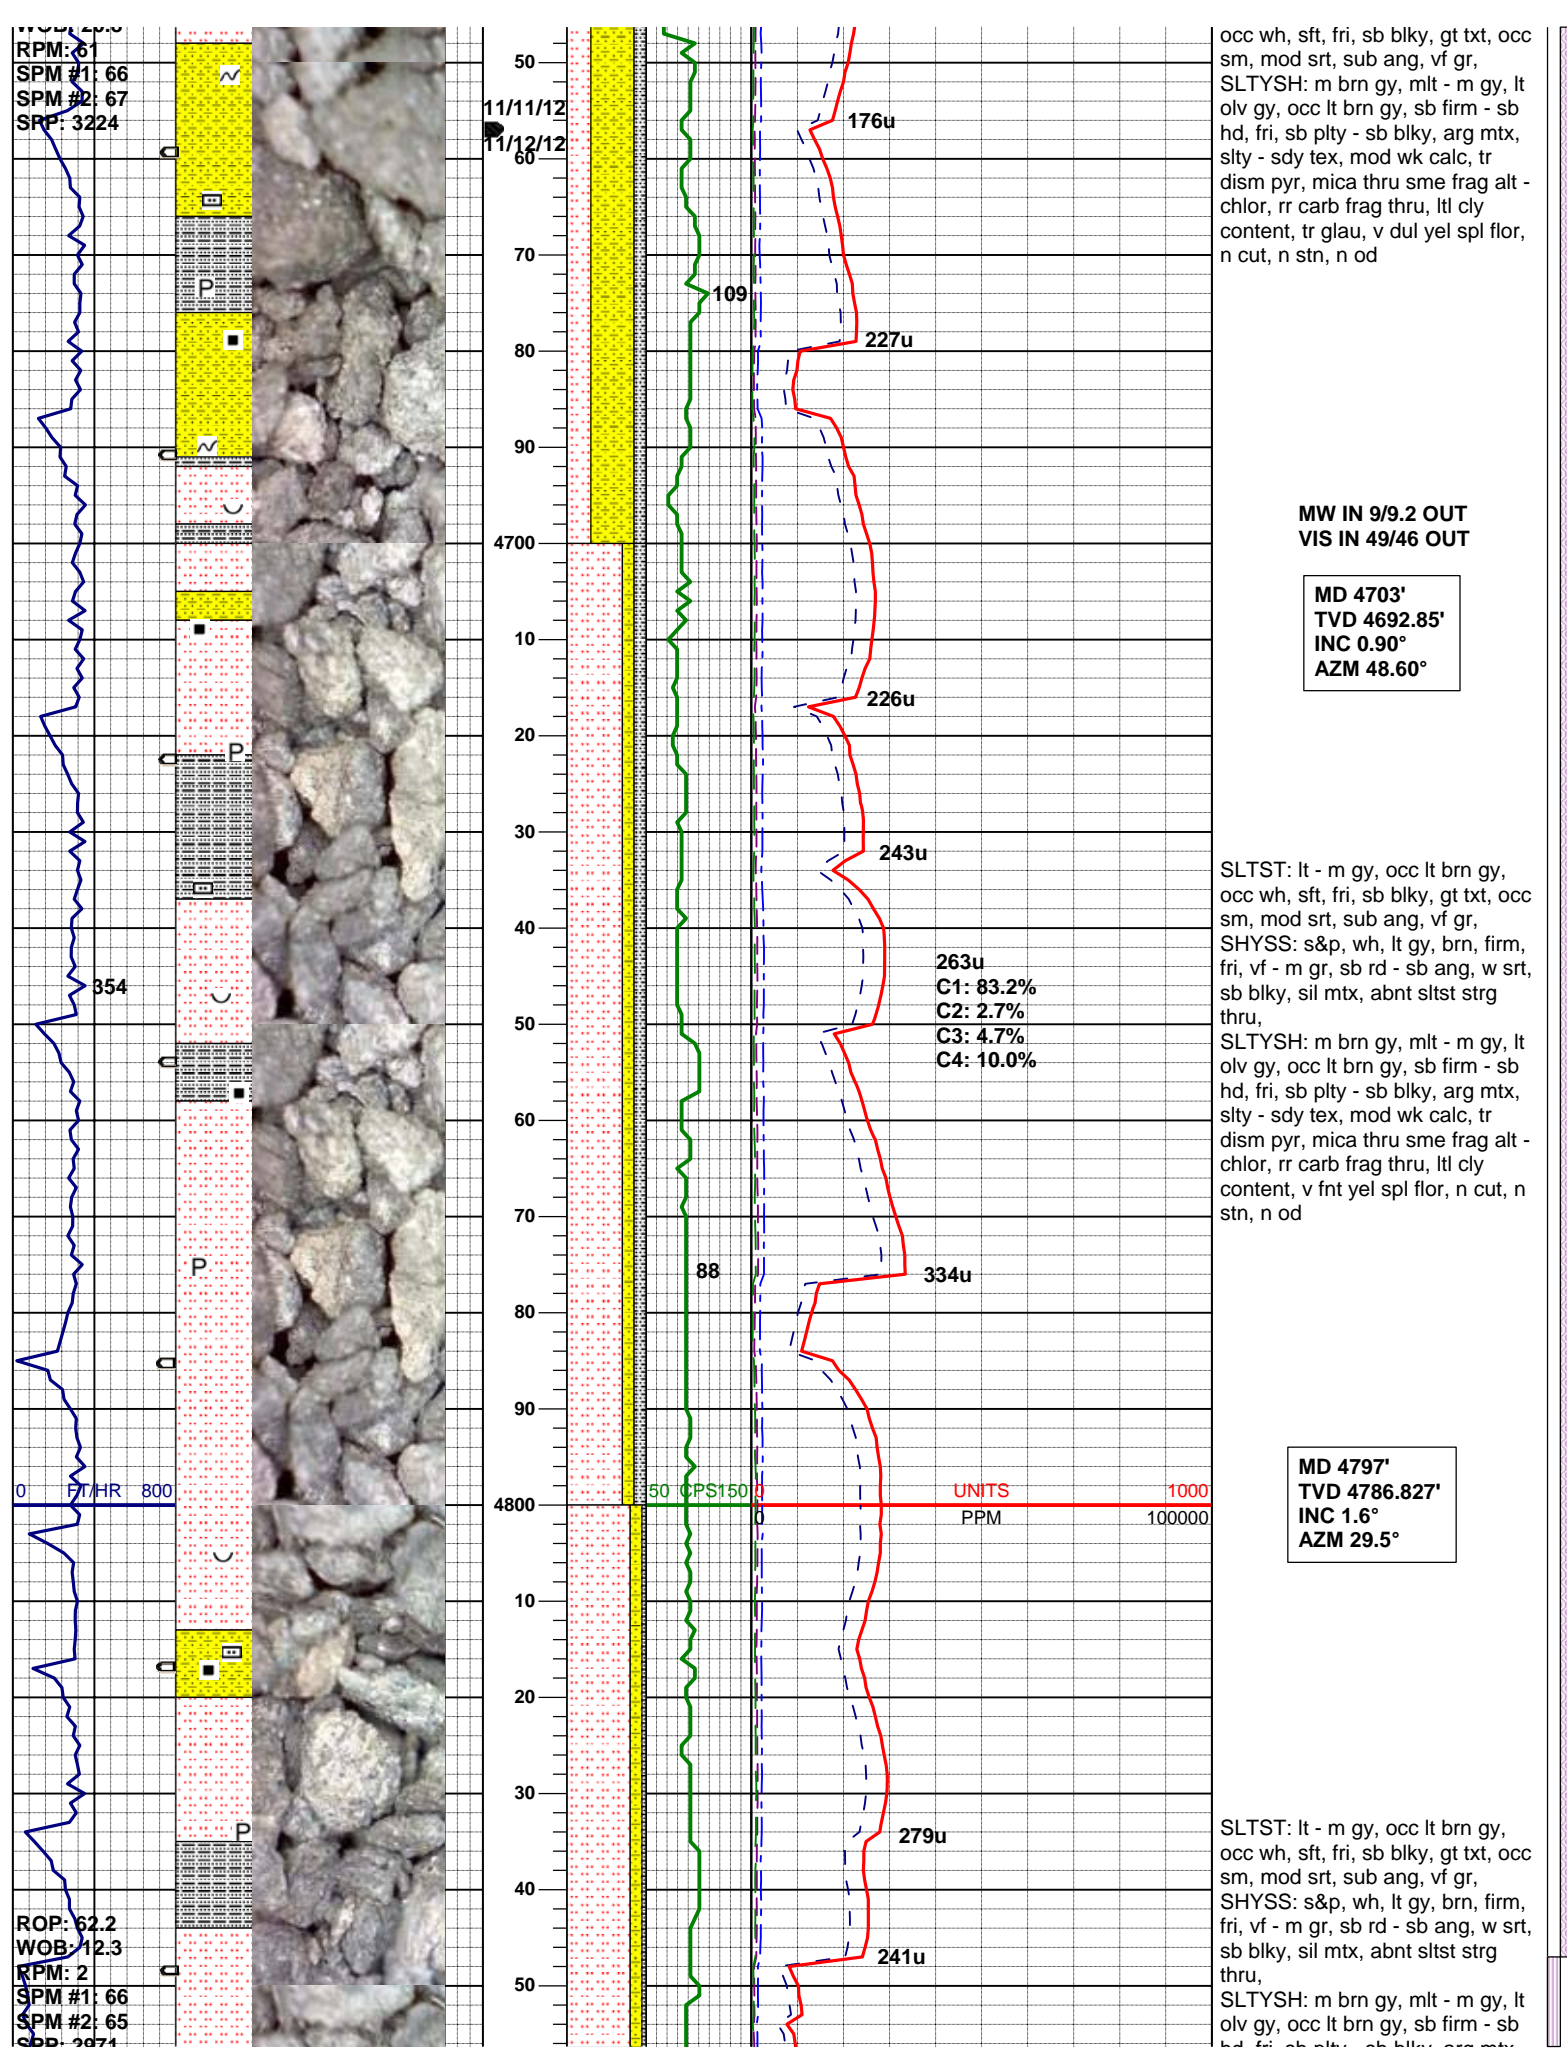 RPM: 61
SPM #1: 66
SPM #2: 67
SPP: 3224
354
0 FT/HR 800
ROP: 62.2
WOB: 12.3
RPM: 2
SPM #1: 66
SPM #2: 65
SPP: 2971
P
P
P
P
11/11/12
11/12/12
50
60
70
80
90
4700
10
20
30
40
50
60
70
80
90
4800
10
20
30
40
50
109
88
50 CPS 150
176u
227u
226u
243u
263u
C1: 83.2%
C2: 2.7%
C3: 4.7%
C4: 10.0%
334u
0 UNITS 1000
0 PPM 100000
279u
241u
occ wh, sft, fri, sb blky, gt txt, occ
sm, mod srt, sub ang, vf gr,
SLTYSH: m brn gy, mlt - m gy, lt
olv gy, occ lt brn gy, sb firm - sb
hd, fri, sb plty - sb blky, arg mtx,
slty - sdy tex, mod wk calc, tr
dism pyr, mica thru sme frag alt -
chlor, rr carb frag thru, ltl cly
content, tr glau, v dul yel spl flor,
n cut, n stn, n od
MW IN 9/9.2 OUT
VIS IN 49/46 OUT
MD 4703'
TVD 4692.85'
INC 0.90°
AZM 48.60°
SLTST: lt - m gy, occ lt brn gy,
occ wh, sft, fri, sb blky, gt txt, occ
sm, mod srt, sub ang, vf gr,
SHYSS: s&p, wh, lt gy, brn, firm,
fri, vf - m gr, sb rd - sb ang, w srt,
sb blky, sil mtx, abnt sltst strg
thru,
SLTYSH: m brn gy, mlt - m gy, lt
olv gy, occ lt brn gy, sb firm - sb
hd, fri, sb plty - sb blky, arg mtx,
slty - sdy tex, mod wk calc, tr
dism pyr, mica thru sme frag alt -
chlor, rr carb frag thru, ltl cly
content, v fnt yel spl flor, n cut, n
stn, n od
MD 4797'
TVD 4786.827'
INC 1.6°
AZM 29.5°
SLTST: lt - m gy, occ lt brn gy,
occ wh, sft, fri, sb blky, gt txt, occ
sm, mod srt, sub ang, vf gr,
SHYSS: s&p, wh, lt gy, brn, firm,
fri, vf - m gr, sb rd - sb ang, w srt,
sb blky, sil mtx, abnt sltst strg
thru,
SLTYSH: m brn gy, mlt - m gy, lt
olv gy, occ lt brn gy, sb firm - sb
hd, fri, sb plty - sb blky, arg mtx,